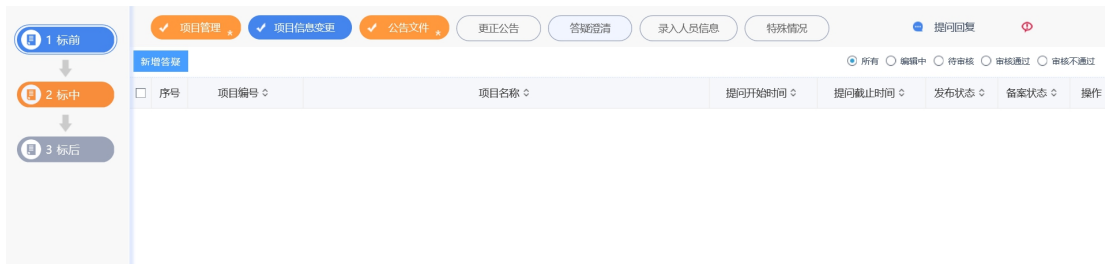 1 标前
2 标中
3 标后
项目管理 项目信息变更 公告文件 更正公告 答疑澄清 录入人员信息 特殊情况 提问回复
新增答疑 所有 编辑中 待审核 审核通过 审核不通过
序号 项目编号 项目名称 提问开始时间 提问截止时间 发布状态 备案状态 操作